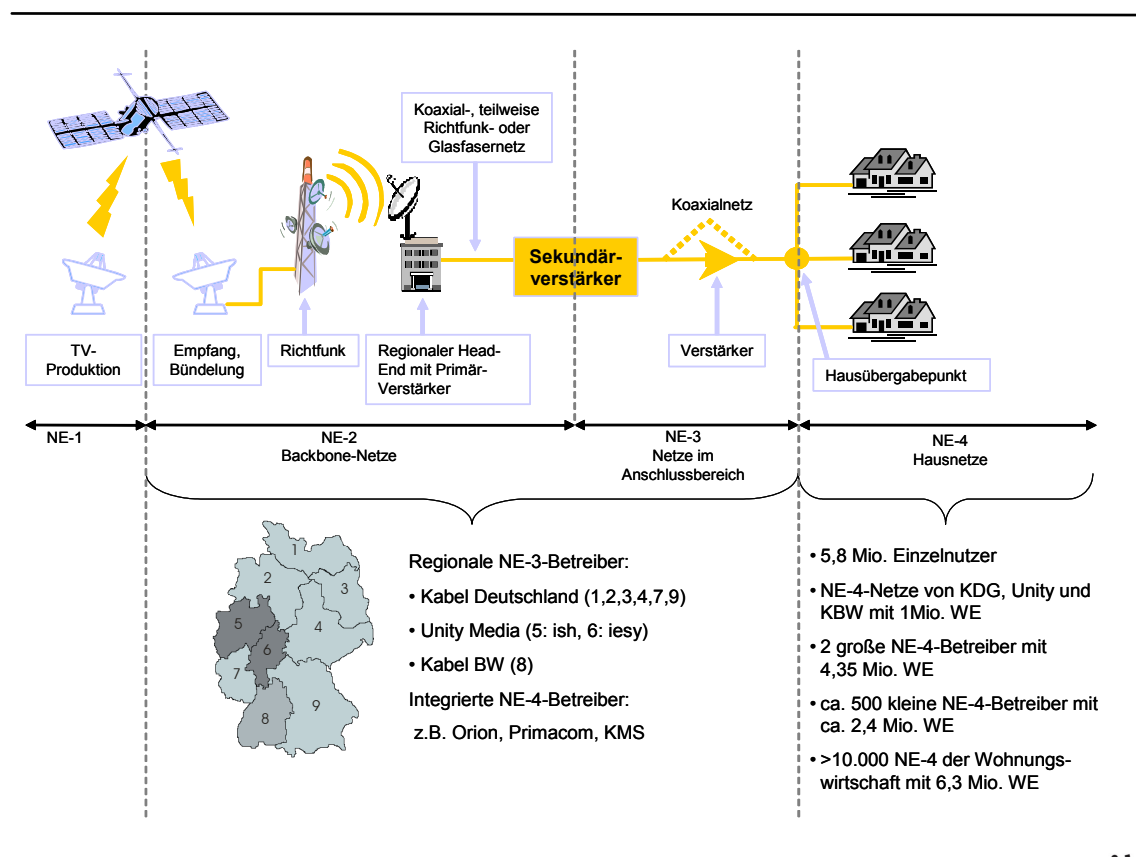 Koaxial-, teilweise
Richtfunk- oder
Glasfasernetz
Koaxialnetz
Sekundär-
verstärker
TV-
Produktion
Empfang,
Bündelung
Richtfunk
Regionaler Head-
End mit Primär-
Verstärker
Verstärker
Hausübergabepunkt
NE-1
NE-2
Backbone-Netze
NE-3
Netze im
Anschlussbereich
NE-4
Hausnetze
1
2
3
4
5
6
7
8
9
Regionale NE-3-Betreiber:
• Kabel Deutschland (1,2,3,4,7,9)
• Unity Media (5: ish, 6: iesy)
• Kabel BW (8)
Integrierte NE-4-Betreiber:
z.B. Orion, Primacom, KMS
• 5,8 Mio. Einzelnutzer
• NE-4-Netze von KDG, Unity und
KBW mit 1Mio. WE
• 2 große NE-4-Betreiber mit
4,35 Mio. WE
• ca. 500 kleine NE-4-Betreiber mit
ca. 2,4 Mio. WE
• >10.000 NE-4 der Wohnungs-
wirtschaft mit 6,3 Mio. WE